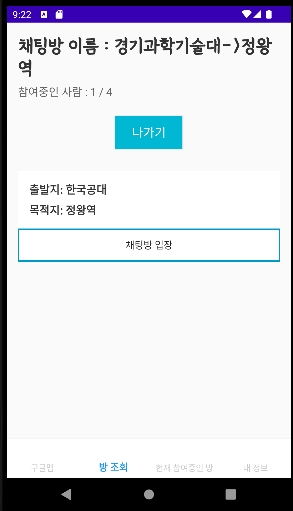 9:22
채팅방 이름 : 경기과학기술대->정왕
역
참여중인 사람 : 1 / 4
나가기
출발지: 한국공대
목적지: 정왕역
채팅방 입장
구글맵 방 조회 현재 참여중인 방 내 정보